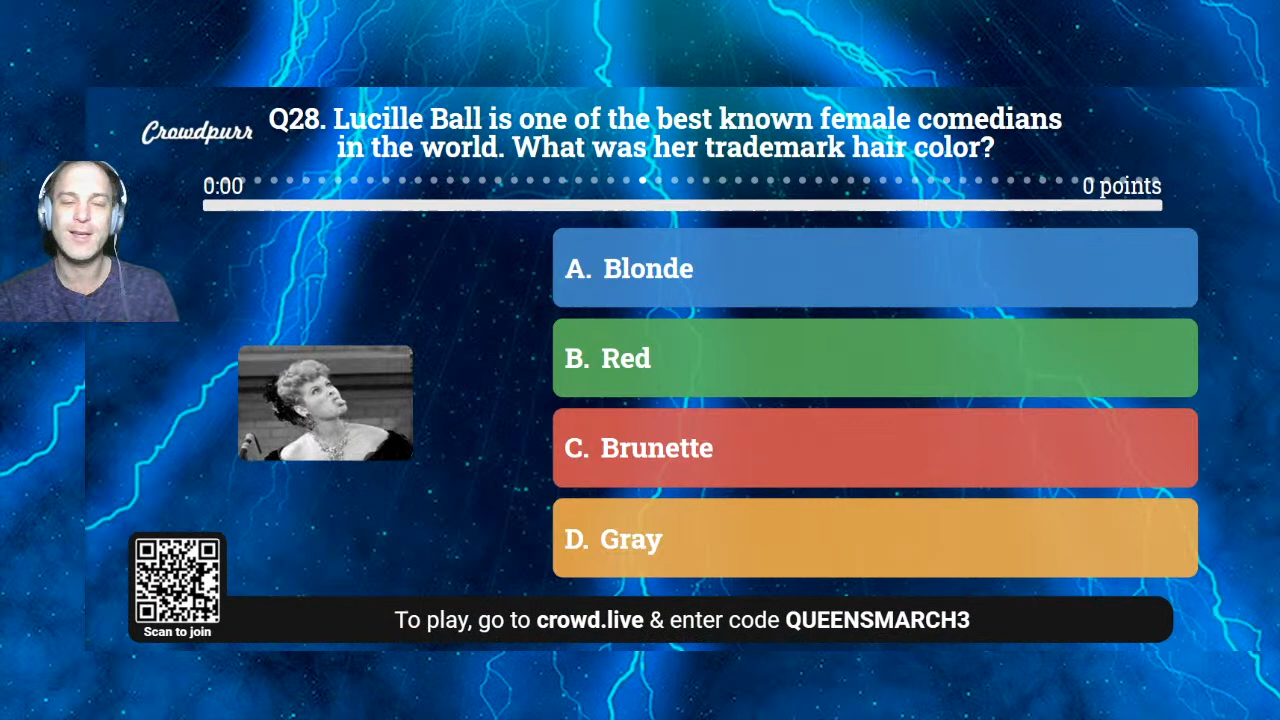 Crowdpurr
Q28. Lucille Ball is one of the best known female comedians
in the world. What was her trademark hair color?
0:00
0 points
A. Blonde
B. Red
C. Brunette
D. Gray
Scan to join
To play, go to crowd.live & enter code QUEENSMARCH3